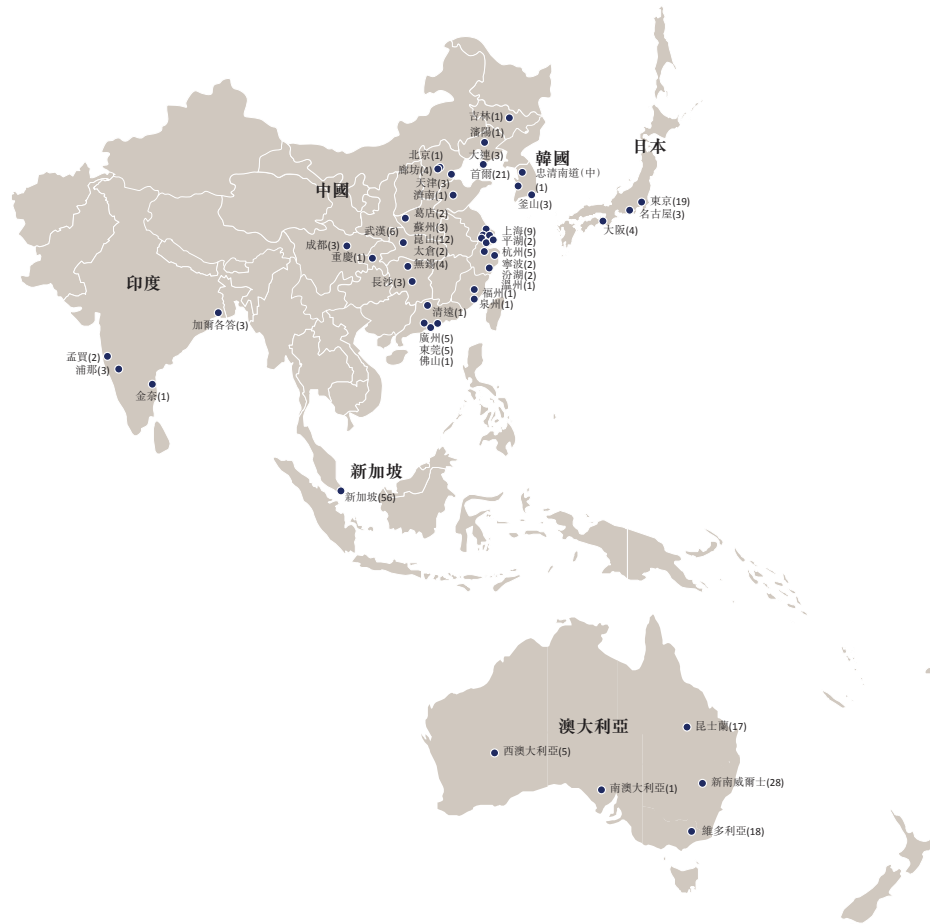 吉林(1)
瀋陽(1)
日本
北京(1)
大連(3)
韓國
廊坊(4)
首爾(21)
忠清南道(中)
天津(3)
(1)
中國
濟南(1)
釜山(3)
東京(19)
葛店(2)
名古屋(3)
蘇州(3)
大阪(4)
武漢(6)
上海(9)
崑山(12)
平湖(2)
成都(3)
太倉(2)
杭州(5)
重慶(1)
無錫(4)
寧波(2)
汾湖(2)
印度
長沙(3)
溫州(1)
福州(1)
泉州(1)
清遠(1)
加爾各答(3)
廣州(5)
東莞(5)
佛山(1)
孟買(2)
浦那(3)
金奈(1)
新加坡
新加坡(56)
澳大利亞
昆士蘭(17)
西澳大利亞(5)
新南威爾士(28)
南澳大利亞(1)
維多利亞(18)